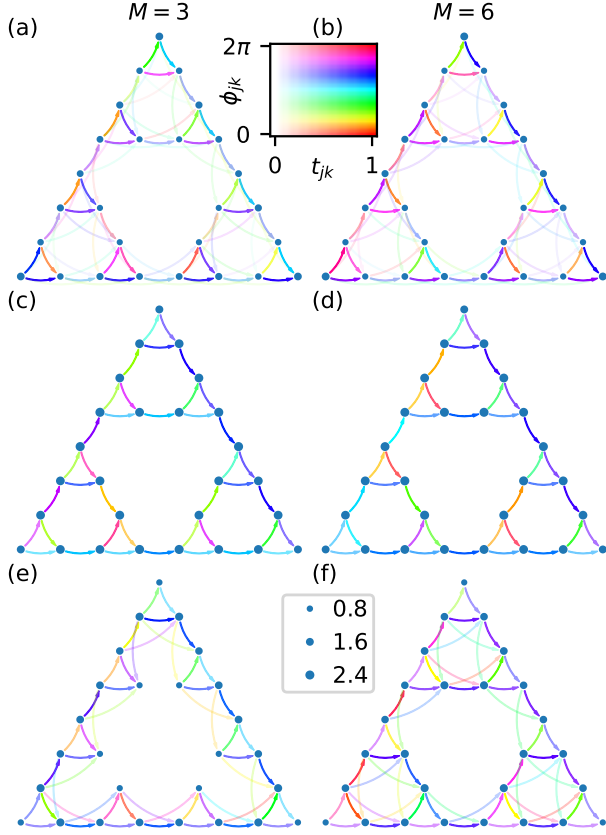 M = 3
M = 6
(a)
(b)
2π
ϕjk
0
0 tjk 1
(c)
(d)
(e)
(f)
0.8
1.6
2.4